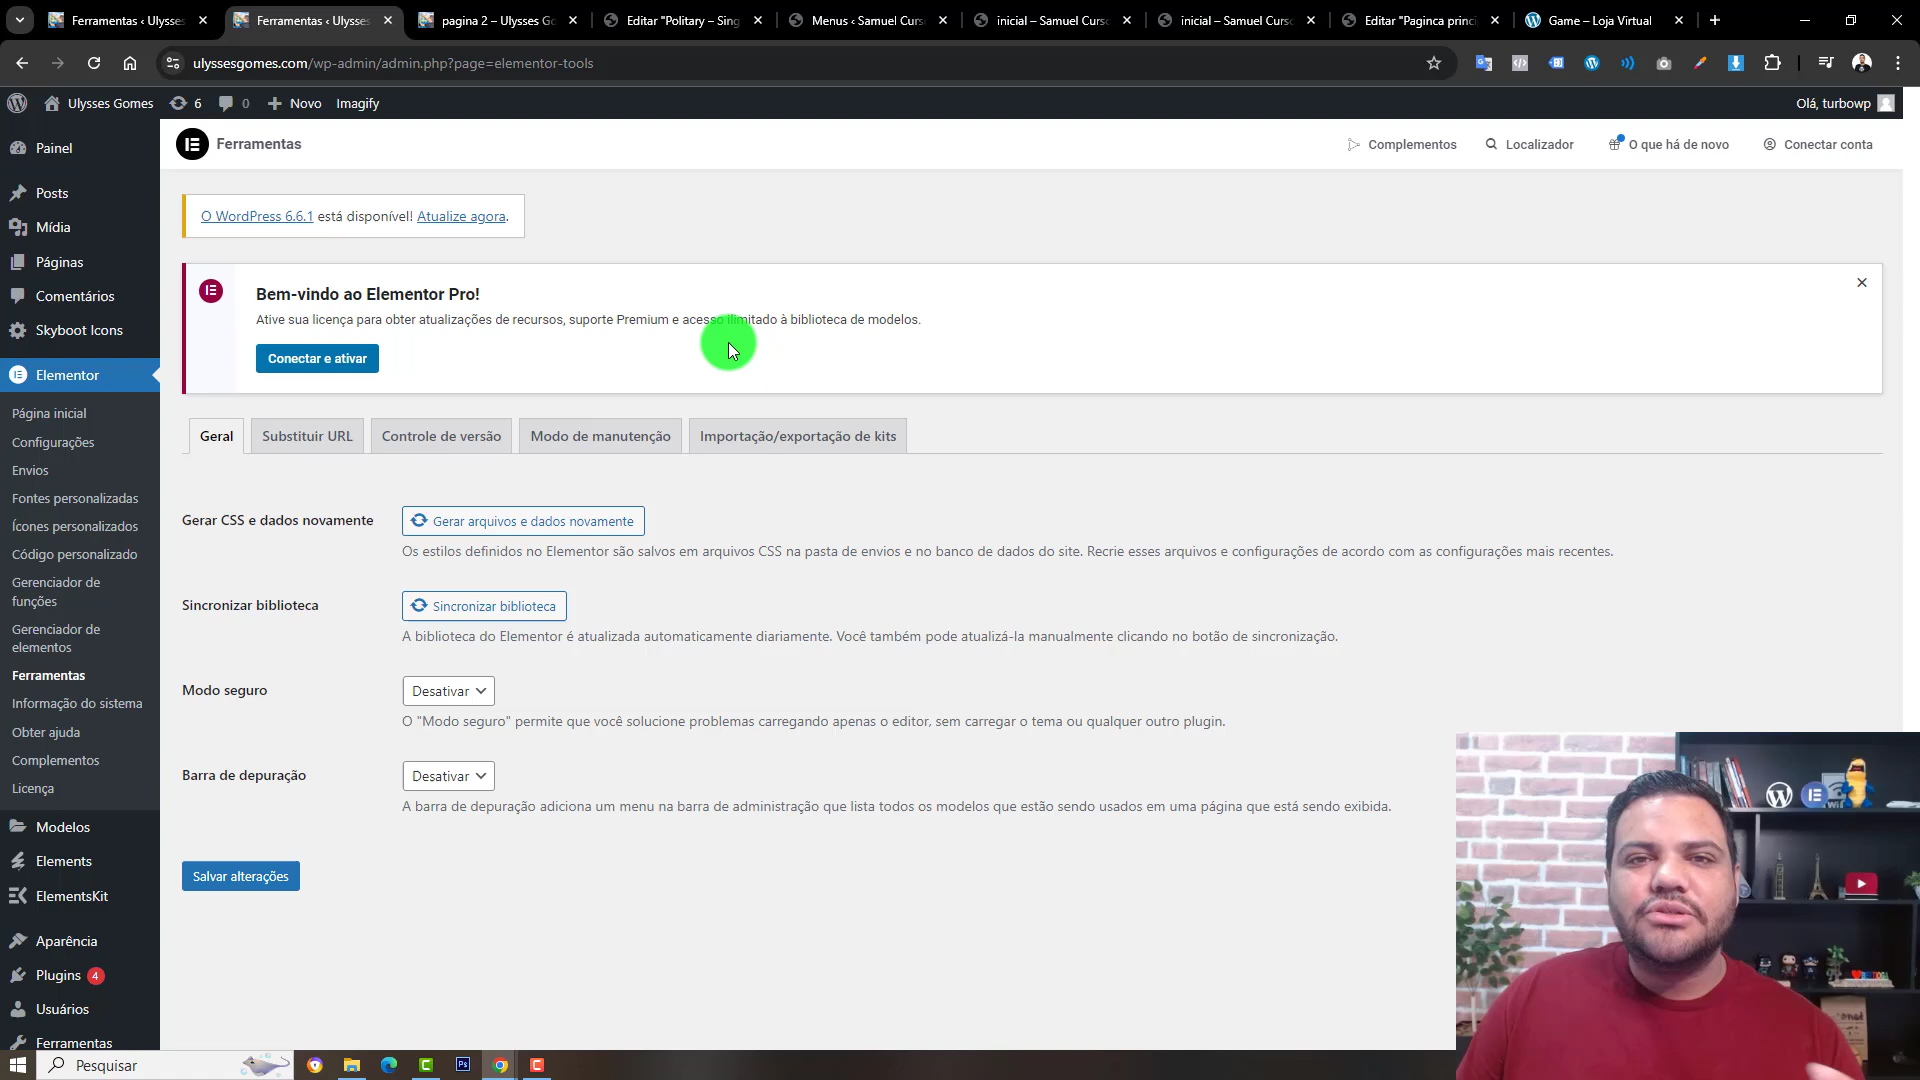 Ferramentas ‹ Ulysses
Ferramentas ‹ Ulysses
pagina 2 – Ulysses Go
Editar "Politary – Sing
Menus ‹ Samuel Curs
inicial – Samuel Curso
inicial – Samuel Curso
Editar "Paginca princi
Game – Loja Virtual
ulyssesgomes.com/wp-admin/admin.php?page=elementor-tools
Ulysses Gomes
6
0
Novo
Imagify
Olá, turbowp
Painel
Posts
Mídia
Páginas
Comentários
Skyboot Icons
Elementor
Página inicial
Configurações
Envios
Fontes personalizadas
Ícones personalizados
Código personalizado
Gerenciador de
funções
Gerenciador de
elementos
Ferramentas
Informação do sistema
Obter ajuda
Complementos
Licença
Modelos
Elements
ElementsKit
Aparência
Plugins 4
Usuários
Ferramentas
Ferramentas
Complementos
Localizador
O que há de novo
Conectar conta
O WordPress 6.6.1 está disponível! Atualize agora.
Bem-vindo ao Elementor Pro!
Ative sua licença para obter atualizações de recursos, suporte Premium e acesso ilimitado à biblioteca de modelos.
Conectar e ativar
Geral
Substituir URL
Controle de versão
Modo de manutenção
Importação/exportação de kits
Gerar CSS e dados novamente
Gerar arquivos e dados novamente
Os estilos definidos no Elementor são salvos em arquivos CSS na pasta de envios e no banco de dados do site. Recrie esses arquivos e configurações de acordo com as configurações mais recentes.
Sincronizar biblioteca
Sincronizar biblioteca
A biblioteca do Elementor é atualizada automaticamente diariamente. Você também pode atualizá-la manualmente clicando no botão de sincronização.
Modo seguro
Desativar
O "Modo seguro" permite que você solucione problemas carregando apenas o editor, sem carregar o tema ou qualquer outro plugin.
Barra de depuração
Desativar
A barra de depuração adiciona um menu na barra de administração que lista todos os modelos que estão sendo usados em uma página que está sendo exibida.
Salvar alterações
Pesquisar
Ps